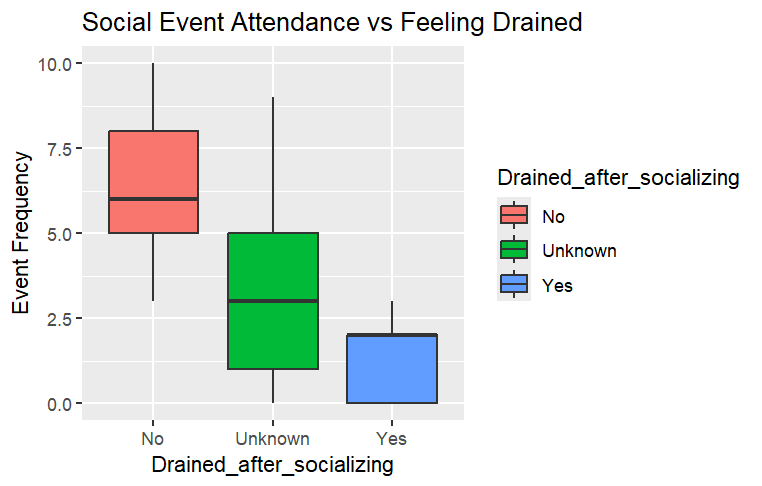 Social Event Attendance vs Feeling Drained
Event Frequency
10.0
7.5
5.0
2.5
0.0
No Unknown Yes
Drained_after_socializing
Drained_after_socializing
No
Unknown
Yes